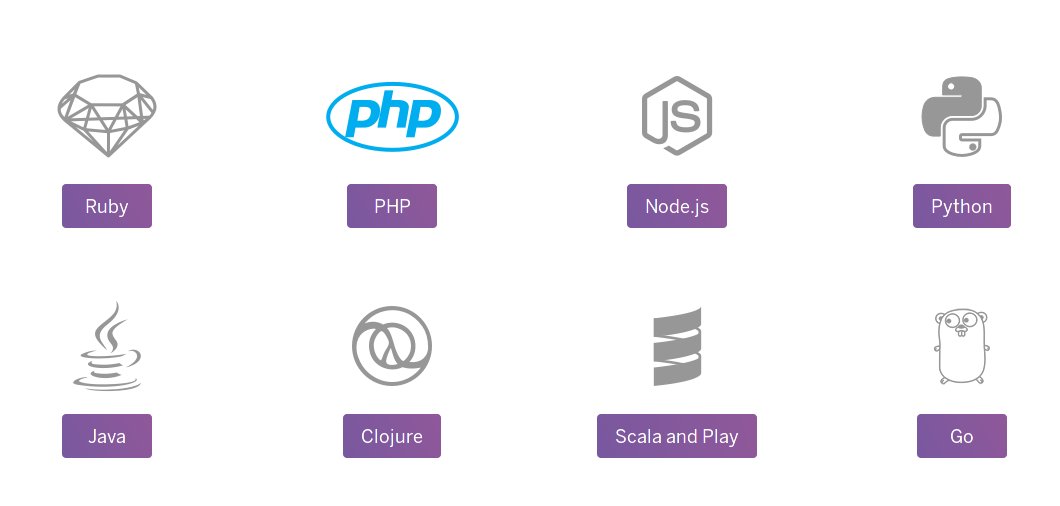 php
JS
Ruby
PHP
Node.js
Python
Java
Clojure
Scala and Play
Go